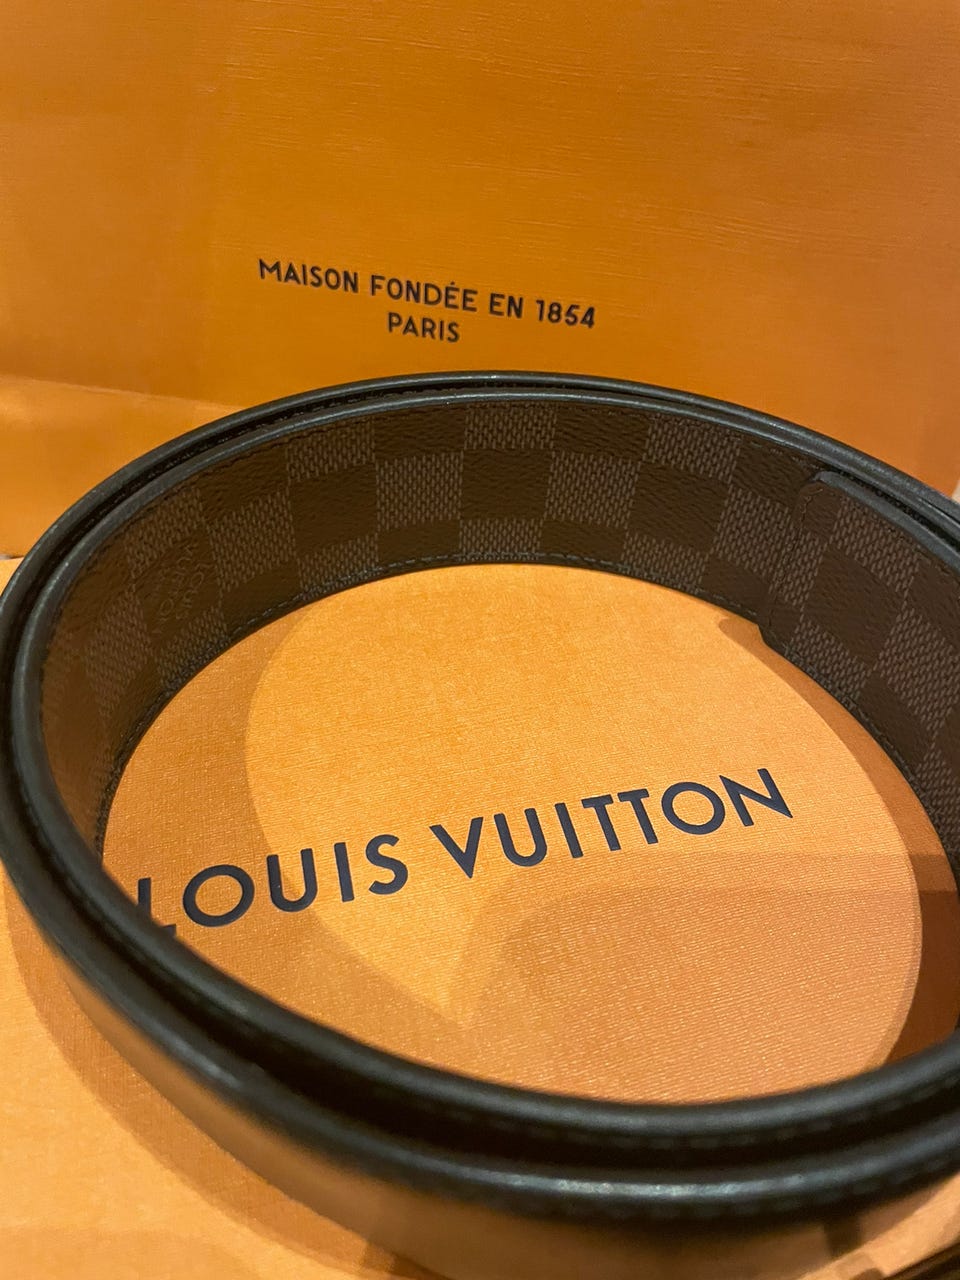 MAISON FONDÉE EN 1854
PARIS
LOUIS VUITTON